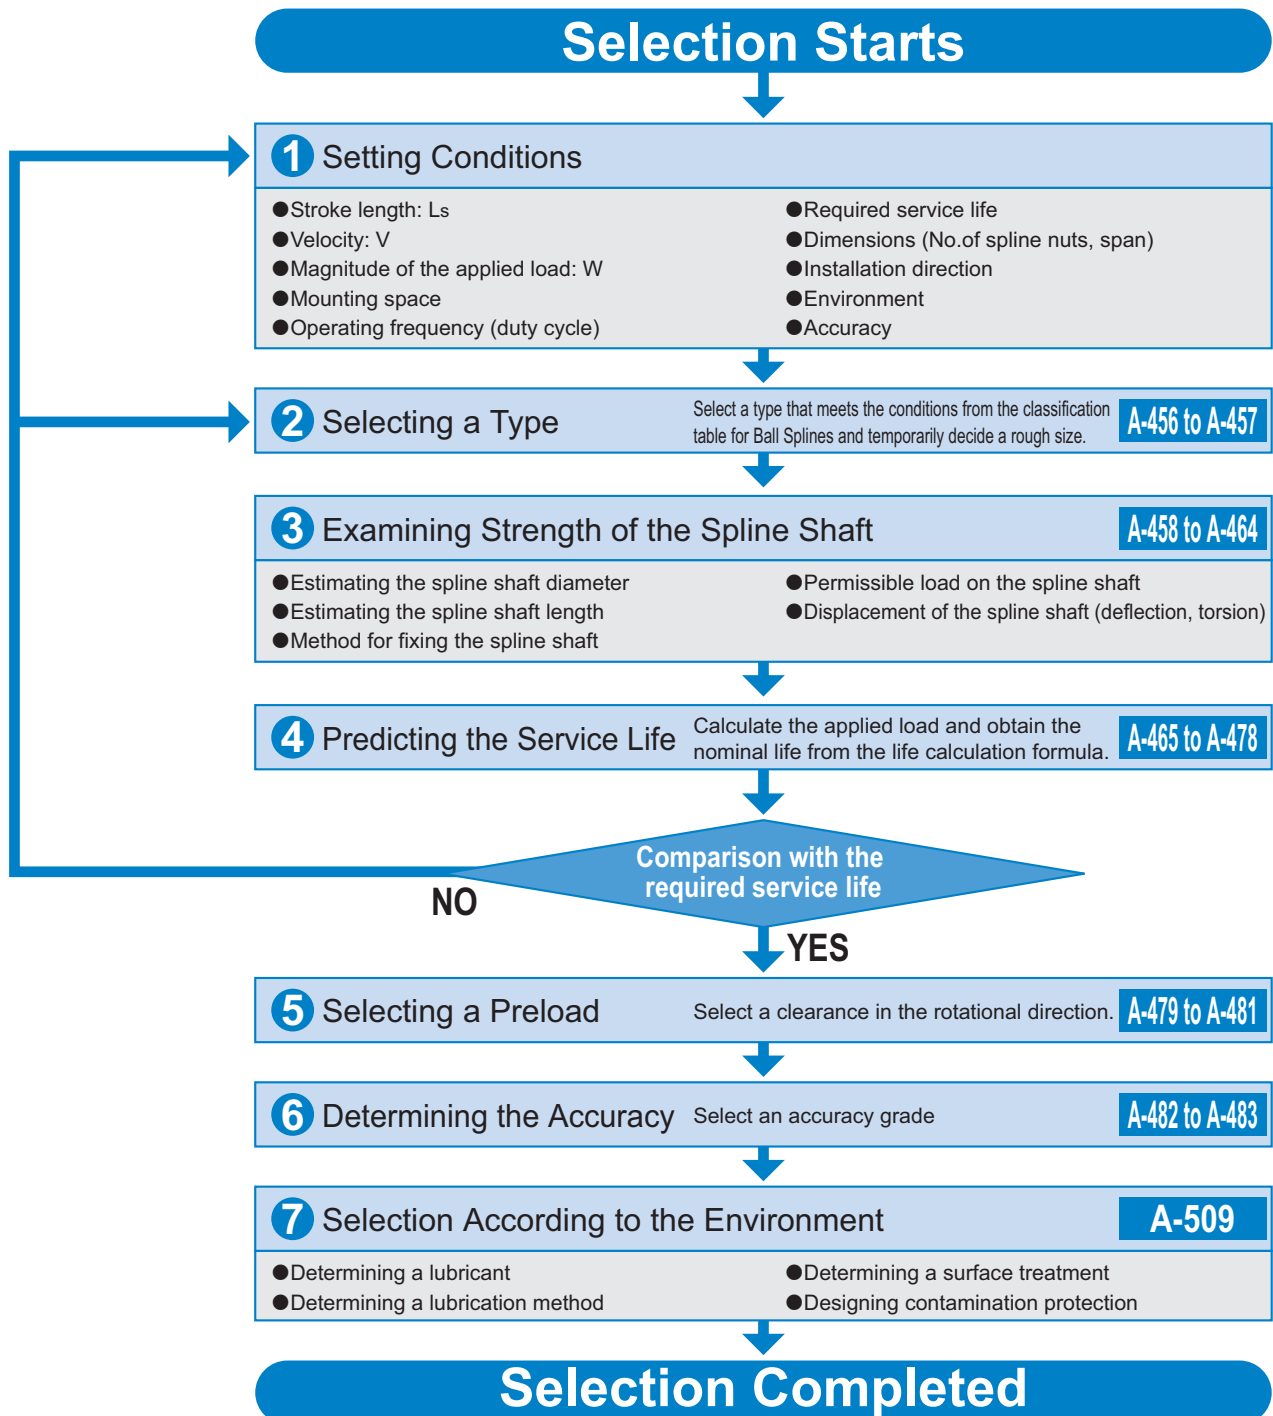 Selection Starts
1 Setting Conditions
●Stroke length: Ls
●Velocity: V
●Magnitude of the applied load: W
●Mounting space
●Operating frequency (duty cycle)
●Required service life
●Dimensions (No.of spline nuts, span)
●Installation direction
●Environment
●Accuracy
2 Selecting a Type
Select a type that meets the conditions from the classification
table for Ball Splines and temporarily decide a rough size.
A-456 to A-457
3 Examining Strength of the Spline Shaft
A-458 to A-464
●Estimating the spline shaft diameter
●Estimating the spline shaft length
●Method for fixing the spline shaft
●Permissible load on the spline shaft
●Displacement of the spline shaft (deflection, torsion)
4 Predicting the Service Life
Calculate the applied load and obtain the
nominal life from the life calculation formula.
A-465 to A-478
Comparison with the
required service life
NO
YES
5 Selecting a Preload
Select a clearance in the rotational direction.
A-479 to A-481
6 Determining the Accuracy
Select an accuracy grade
A-482 to A-483
7 Selection According to the Environment
A-509
●Determining a lubricant
●Determining a lubrication method
●Determining a surface treatment
●Designing contamination protection
Selection Completed